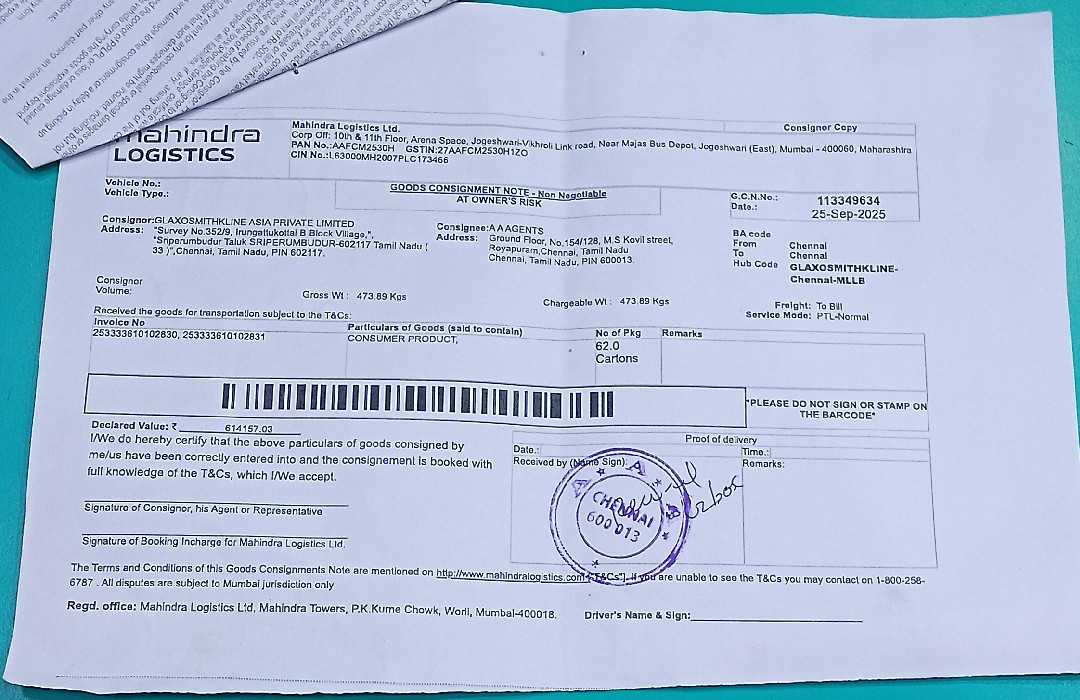 mahindra
LOGISTICS
Mahindra Logistics Ltd.
Consignor Copy
Corp Off: 10th & 11th Floor, Arena Space, Jogeshwari-Vikhroli Link road, Near Majas Bus Depot, Jogeshwari (East), Mumbai - 400060, Maharashtra
PAN No.:AAFCM2530H GSTIN:27AAFCM2530H1ZO
CIN No.:L63000MH2007PLC173466
Vehicle No.:
Vehicle Type.:
GOODS CONSIGNMENT NOTE - Non Negotiable
AT OWNER'S RISK
G.C.N.No.: 113349634
Date.: 25-Sep-2025
Consignor:GLAXOSMITHKLINE ASIA PRIVATE LIMITED
Address: "Survey No.352/9, Irungattukottai B Block Village,",
"Sriperumbudur Taluk SRIPERUMBUDUR-602117 Tamil Nadu (
33 )",Chennai, Tamil Nadu, PIN 602117.
Consignee:A A AGENTS
Address: Ground Floor, No.154/128, M.S Kovil street,
Royapuram,Chennai, Tamil Nadu
Chennai, Tamil Nadu, PIN 600013.
BA code
From Chennai
To Chennai
Hub Code GLAXOSMITHKLINE-
Chennai-MLLB
Consignor
Volume:
Gross Wt : 473.89 Kgs
Chargeable Wt : 473.89 Kgs
Freight: To Bill
Service Mode: PTL-Normal
Received the goods for transportation subject to the T&Cs:
Invoice No
Particulars of Goods (said to contain)
No of Pkg
Remarks
253333610102830, 253333610102831
CONSUMER PRODUCT,
62.0
Cartons
"PLEASE DO NOT SIGN OR STAMP ON
THE BARCODE"
Declared Value: ₹ 614157.03
I/We do hereby certify that the above particulars of goods consigned by
me/us have been correctly entered into and the consignement is booked with
full knowledge of the T&Cs, which I/We accept.
Proof of delivery
Date.:
Time.:
Received by (Name Sign):
Remarks:
A A A
CHENNAI
600 013
Signature of Consignor, his Agent or Representative
Signature of Booking Incharge for Mahindra Logistics Ltd.
The Terms and Conditions of this Goods Consignments Note are mentioned on http://www.mahindralogistics.com ["T&Cs"]. If you are unable to see the T&Cs you may contact on 1-800-258-
6787 . All disputes are subject to Mumbai jurisdiction only
Regd. office: Mahindra Logistics Ltd, Mahindra Towers, P.K.Kurne Chowk, Worli, Mumbai-400018.
Driver's Name & Sign: